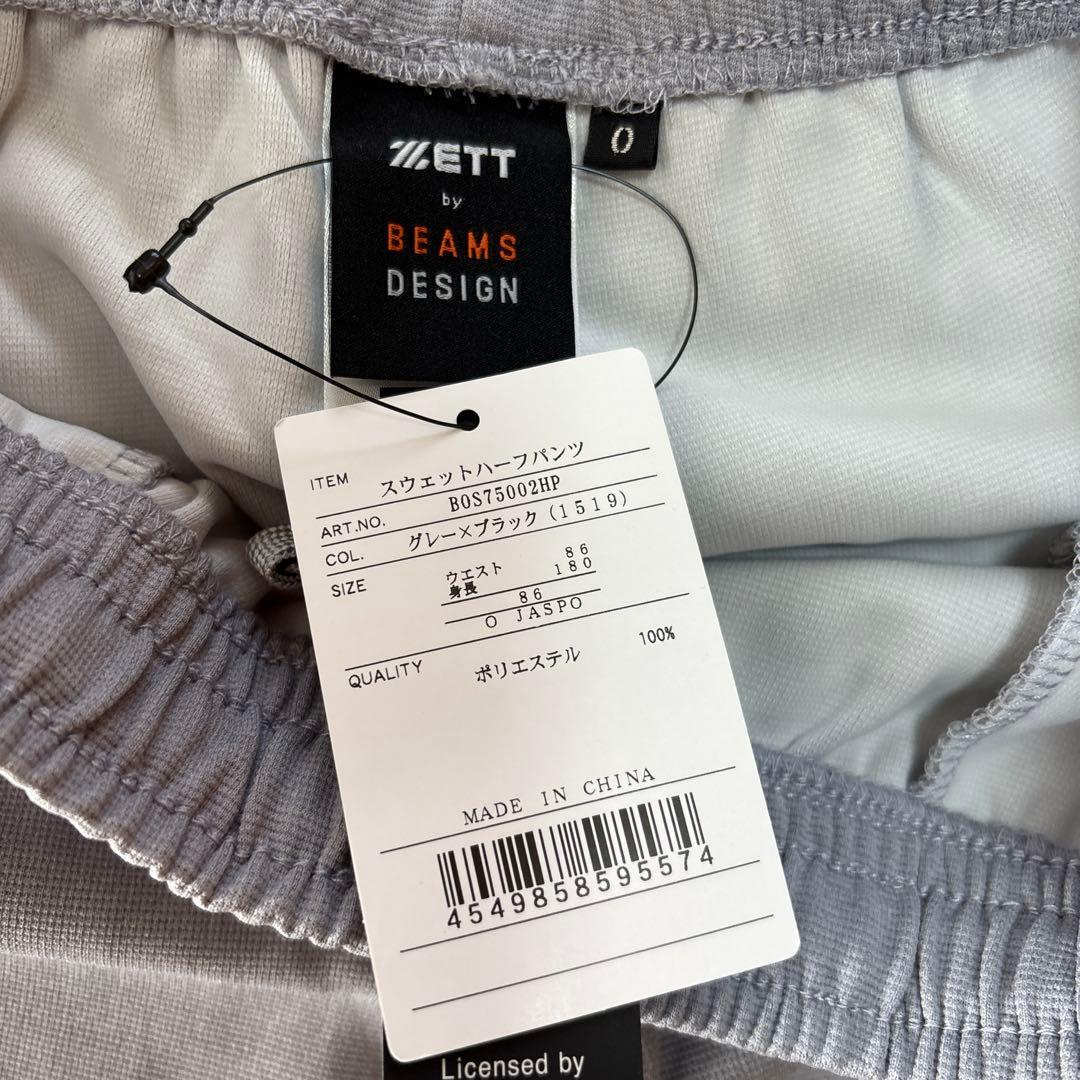 ZETT
by
BEAMS
DESIGN
O
ITEM スウェットハーフパンツ
ART.NO. BOS75002HP
COL. グレー×ブラック(1519)
SIZE ウエスト 86
身長 180
86
O JASPO
QUALITY ポリエステル 100%
MADE IN CHINA
4549858595574
Licensed by